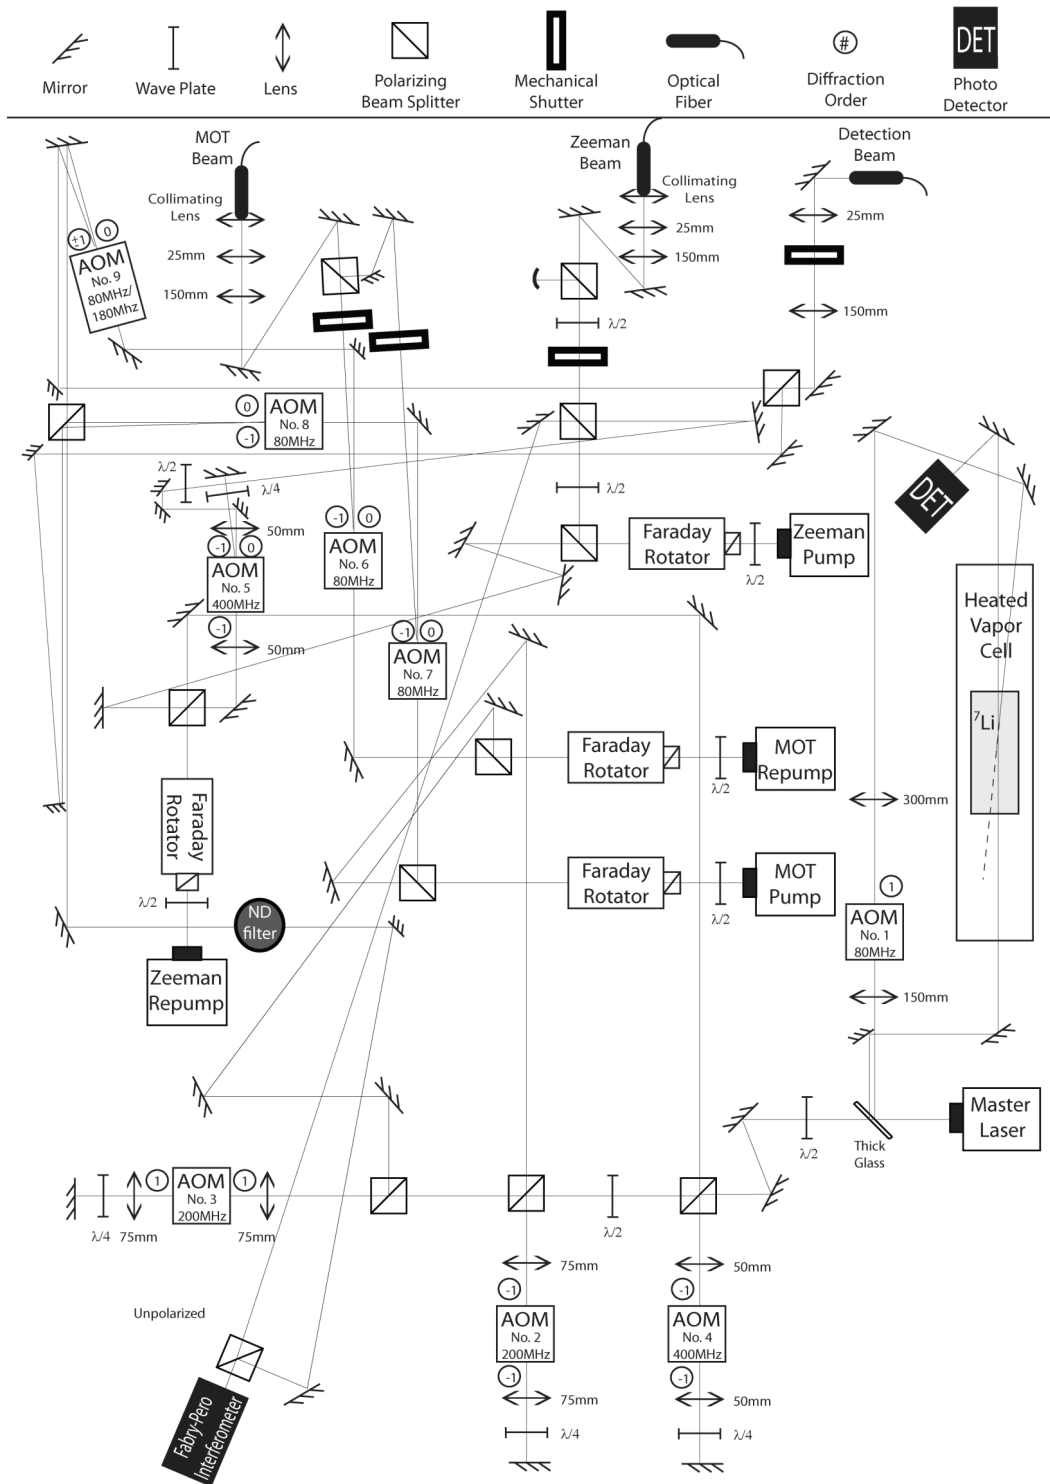 Mirror
Wave Plate
Lens
Polarizing
Beam Splitter
Mechanical
Shutter
Optical
Fiber
#
Diffraction
Order
DET
Photo
Detector
MOT
Beam
Collimating
Lens
25mm
150mm
Zeeman
Beam
Collimating
Lens
25mm
150mm
Detection
Beam
25mm
150mm
±1
0
AOM
No. 9
80MHz/
180Mhz
λ/2
0
-1
AOM
No. 8
80MHz
λ/2
λ/4
λ/2
50mm
-1
0
AOM
No. 5
400MHz
-1
50mm
-1
0
AOM
No. 6
80MHz
-1
0
AOM
No. 7
80MHz
Faraday
Rotator
λ/2
Zeeman
Pump
DET
Heated
Vapor
Cell
7Li
Faraday
Rotator
λ/2
MOT
Repump
300mm
Faraday
Rotator
λ/2
MOT
Pump
1
AOM
No. 1
80MHz
150mm
Faraday
Rotator
λ/2
ND
filter
Zeeman
Repump
Master
Laser
Thick
Glass
λ/2
1
AOM
No. 3
200MHz
1
λ/4
75mm
75mm
λ/2
75mm
-1
AOM
No. 2
200MHz
-1
75mm
λ/4
50mm
-1
AOM
No. 4
400MHz
-1
50mm
λ/4
Unpolarized
Fabry-Pero
Interferometer